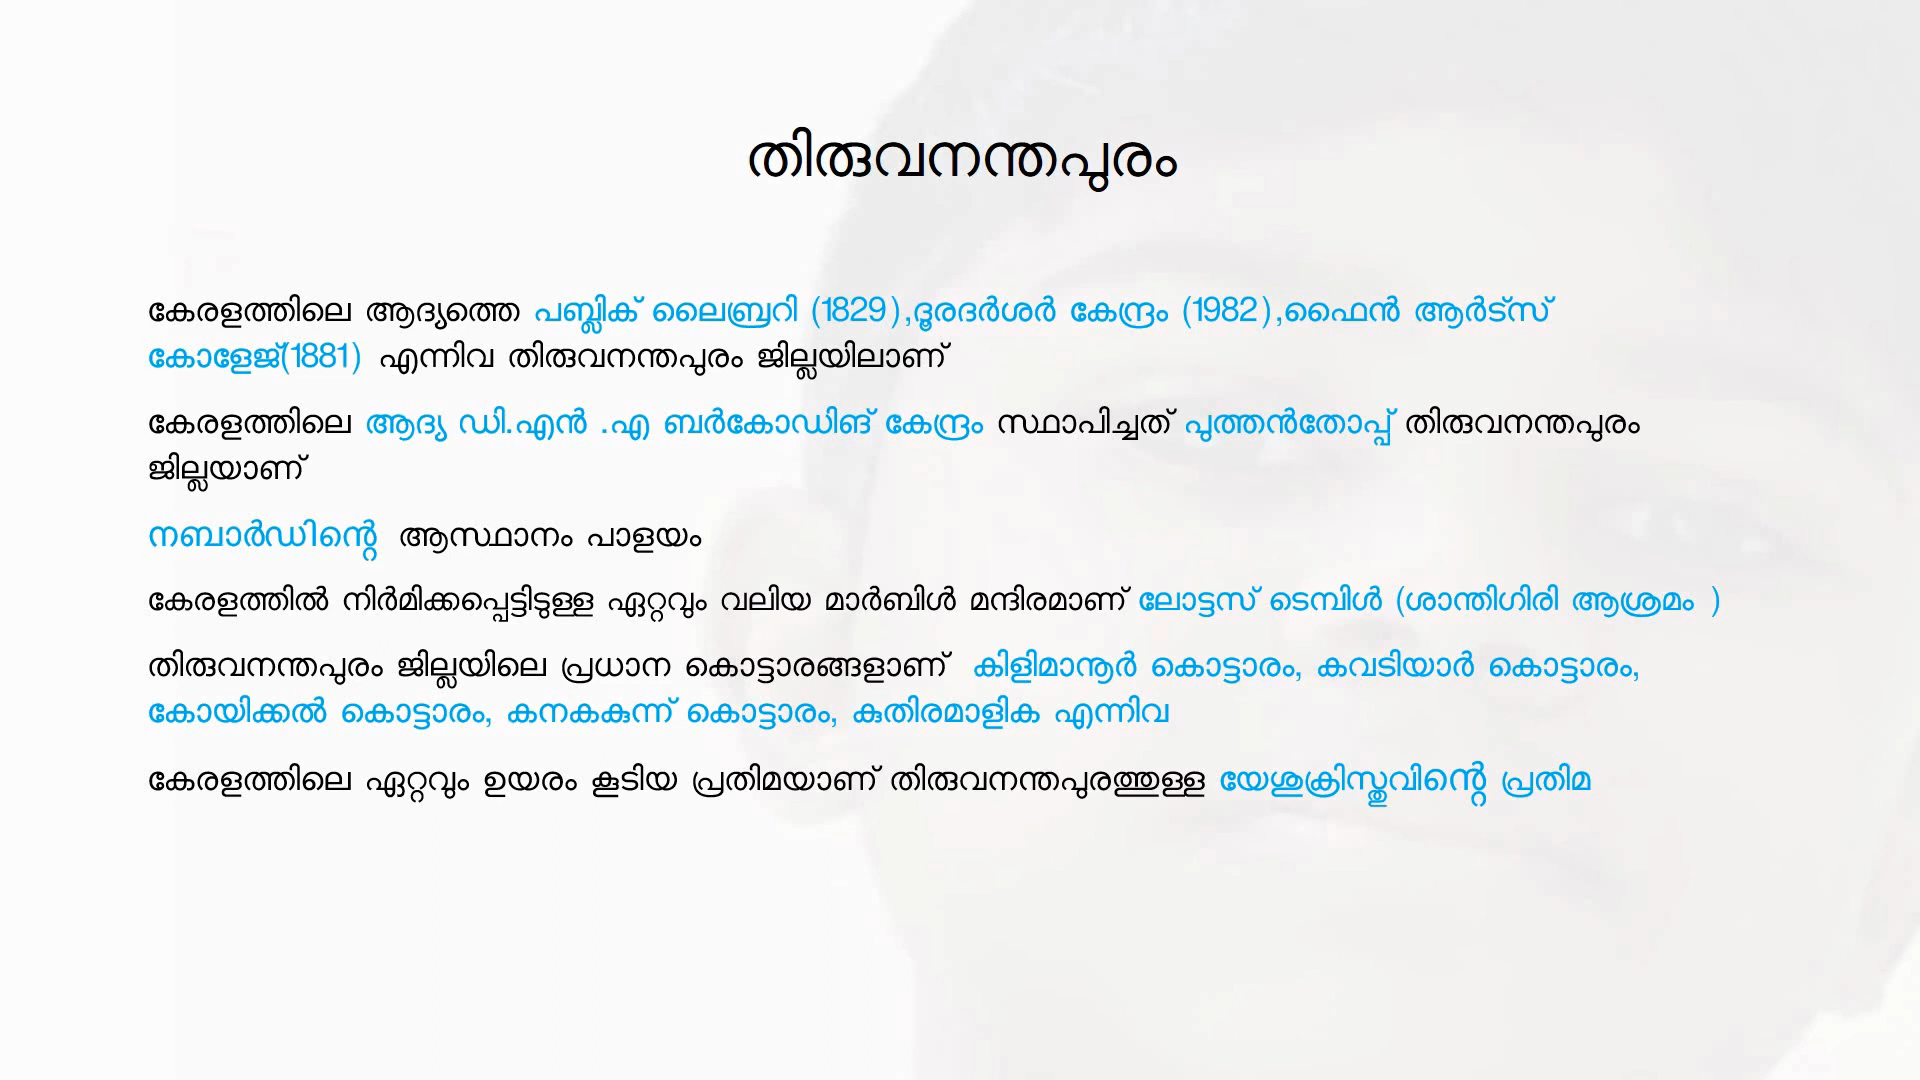 തിരുവനന്തപുരം
കേരളത്തിലെ ആദ്യത്തെ പബ്ലിക് ലൈബ്രറി (1829),ദൂരദർശർ കേന്ദ്രം (1982),ഫൈൻ ആർട്സ്
കോളേജ്(1881) എന്നിവ തിരുവനന്തപുരം ജില്ലയിലാണ്
കേരളത്തിലെ ആദ്യ ഡി.എൻ .എ ബർകോഡിങ് കേന്ദ്രം സ്ഥാപിച്ചത് പുത്തൻതോപ്പ് തിരുവനന്തപുരം
ജില്ലയാണ്
നബാർഡിന്റെ ആസ്ഥാനം പാളയം
കേരളത്തിൽ നിർമിക്കപ്പെട്ടിടുള്ള ഏറ്റവും വലിയ മാർബിൾ മന്ദിരമാണ് ലോട്ടസ് ടെമ്പിൾ (ശാന്തിഗിരി ആശ്രമം )
തിരുവനന്തപുരം ജില്ലയിലെ പ്രധാന കൊട്ടാരങ്ങളാണ് കിളിമാനൂർ കൊട്ടാരം, കവടിയാർ കൊട്ടാരം,
കോയിക്കൽ കൊട്ടാരം, കനകകുന്ന് കൊട്ടാരം, കുതിരമാളിക എന്നിവ
കേരളത്തിലെ ഏറ്റവും ഉയരം കൂടിയ പ്രതിമയാണ് തിരുവനന്തപുരത്തുള്ള യേശുക്രിസ്തുവിന്റെ പ്രതിമ